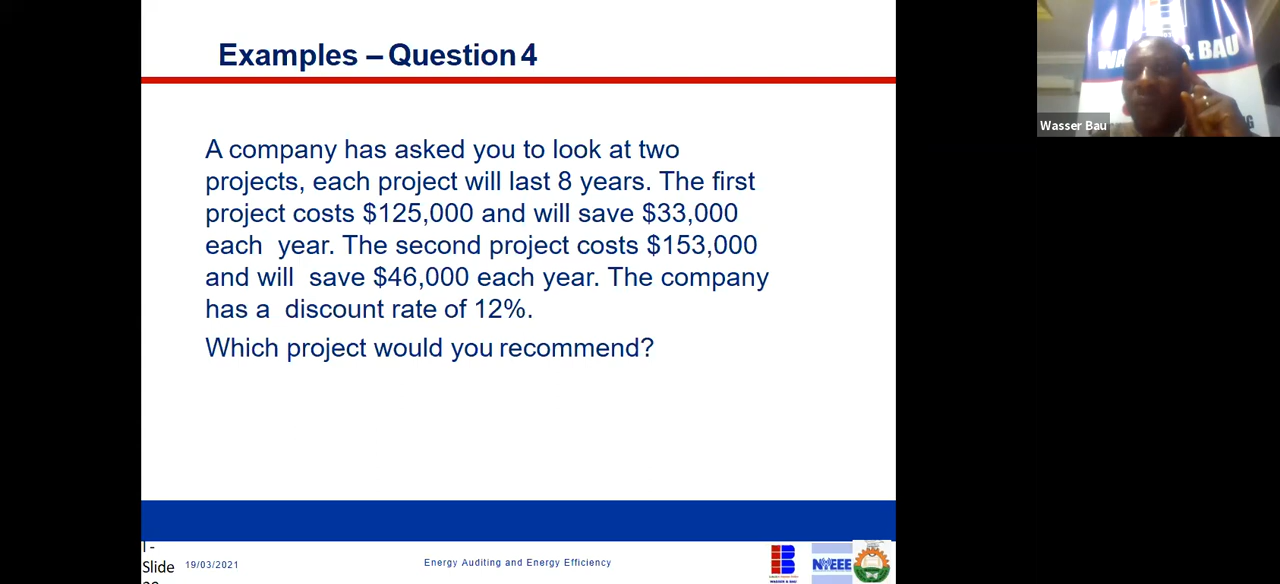 Examples – Question 4
A company has asked you to look at two
projects, each project will last 8 years. The first
project costs $125,000 and will save $33,000
each year. The second project costs $153,000
and will save $46,000 each year. The company
has a discount rate of 12%.
Which project would you recommend?
Slide
19/03/2021
Energy Auditing and Energy Efficiency
WASSER & BAU
& BAU
Wasser Bau